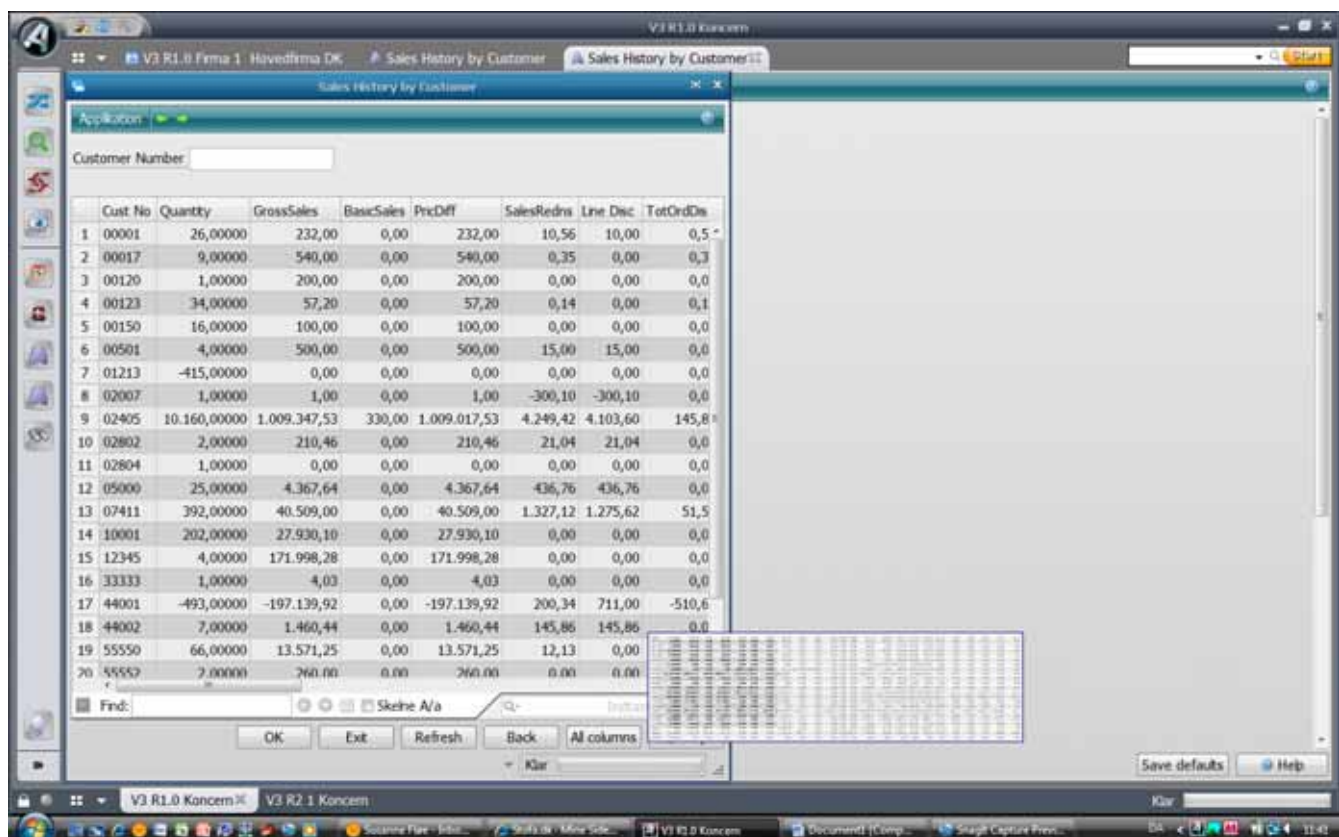 V3 R1.0 Koncern
V3 R1.0 Firma 1 Hovedfirma DK Sales History by Customer Sales History by Customer Start
Sales History by Customer
Applikation
Customer Number
Cust No Quantity GrossSales BasicSales PricDiff SalesRedns Line Disc TotOrdDis
1 00001 26,00000 232,00 0,00 232,00 10,56 10,00 0,5
2 00017 9,00000 540,00 0,00 540,00 0,35 0,00 0,3
3 00120 1,00000 200,00 0,00 200,00 0,00 0,00 0,0
4 00123 34,00000 57,20 0,00 57,20 0,14 0,00 0,1
5 00150 16,00000 100,00 0,00 100,00 0,00 0,00 0,0
6 00501 4,00000 500,00 0,00 500,00 15,00 15,00 0,0
7 01213 -415,00000 0,00 0,00 0,00 0,00 0,00 0,0
8 02007 1,00000 1,00 0,00 1,00 -300,10 -300,10 0,0
9 02405 10.160,00000 1.009.347,53 330,00 1.009.017,53 4.249,42 4.103,60 145,8
10 02802 2,00000 210,46 0,00 210,46 21,04 21,04 0,0
11 02804 1,00000 0,00 0,00 0,00 0,00 0,00 0,0
12 05000 25,00000 4.367,64 0,00 4.367,64 436,76 436,76 0,0
13 07411 392,00000 40.509,00 0,00 40.509,00 1.327,12 1.275,62 51,5
14 10001 202,00000 27.930,10 0,00 27.930,10 0,00 0,00 0,0
15 12345 4,00000 171.998,28 0,00 171.998,28 0,00 0,00 0,0
16 33333 1,00000 4,03 0,00 4,03 0,00 0,00 0,0
17 44001 -493,00000 -197.139,92 0,00 -197.139,92 200,34 711,00 -510,6
18 44002 7,00000 1.460,44 0,00 1.460,44 145,86 145,86 0,0
19 55550 66,00000 13.571,25 0,00 13.571,25 12,13 0,00
20 55552 2,00000 260,00 0,00 260,00 0,00 0,00
Find: Skelne A/a
OK Exit Refresh Back All columns
Klar
Save defaults Help
V3 R1.0 Koncern V3 R2.1 Koncern Klar
Susanne Flær - Inbo... Stofa.dk - Mine Side... V3 R1.0 Koncern Document1 [Comp... SnagIt Capture Prev... DA 11:40